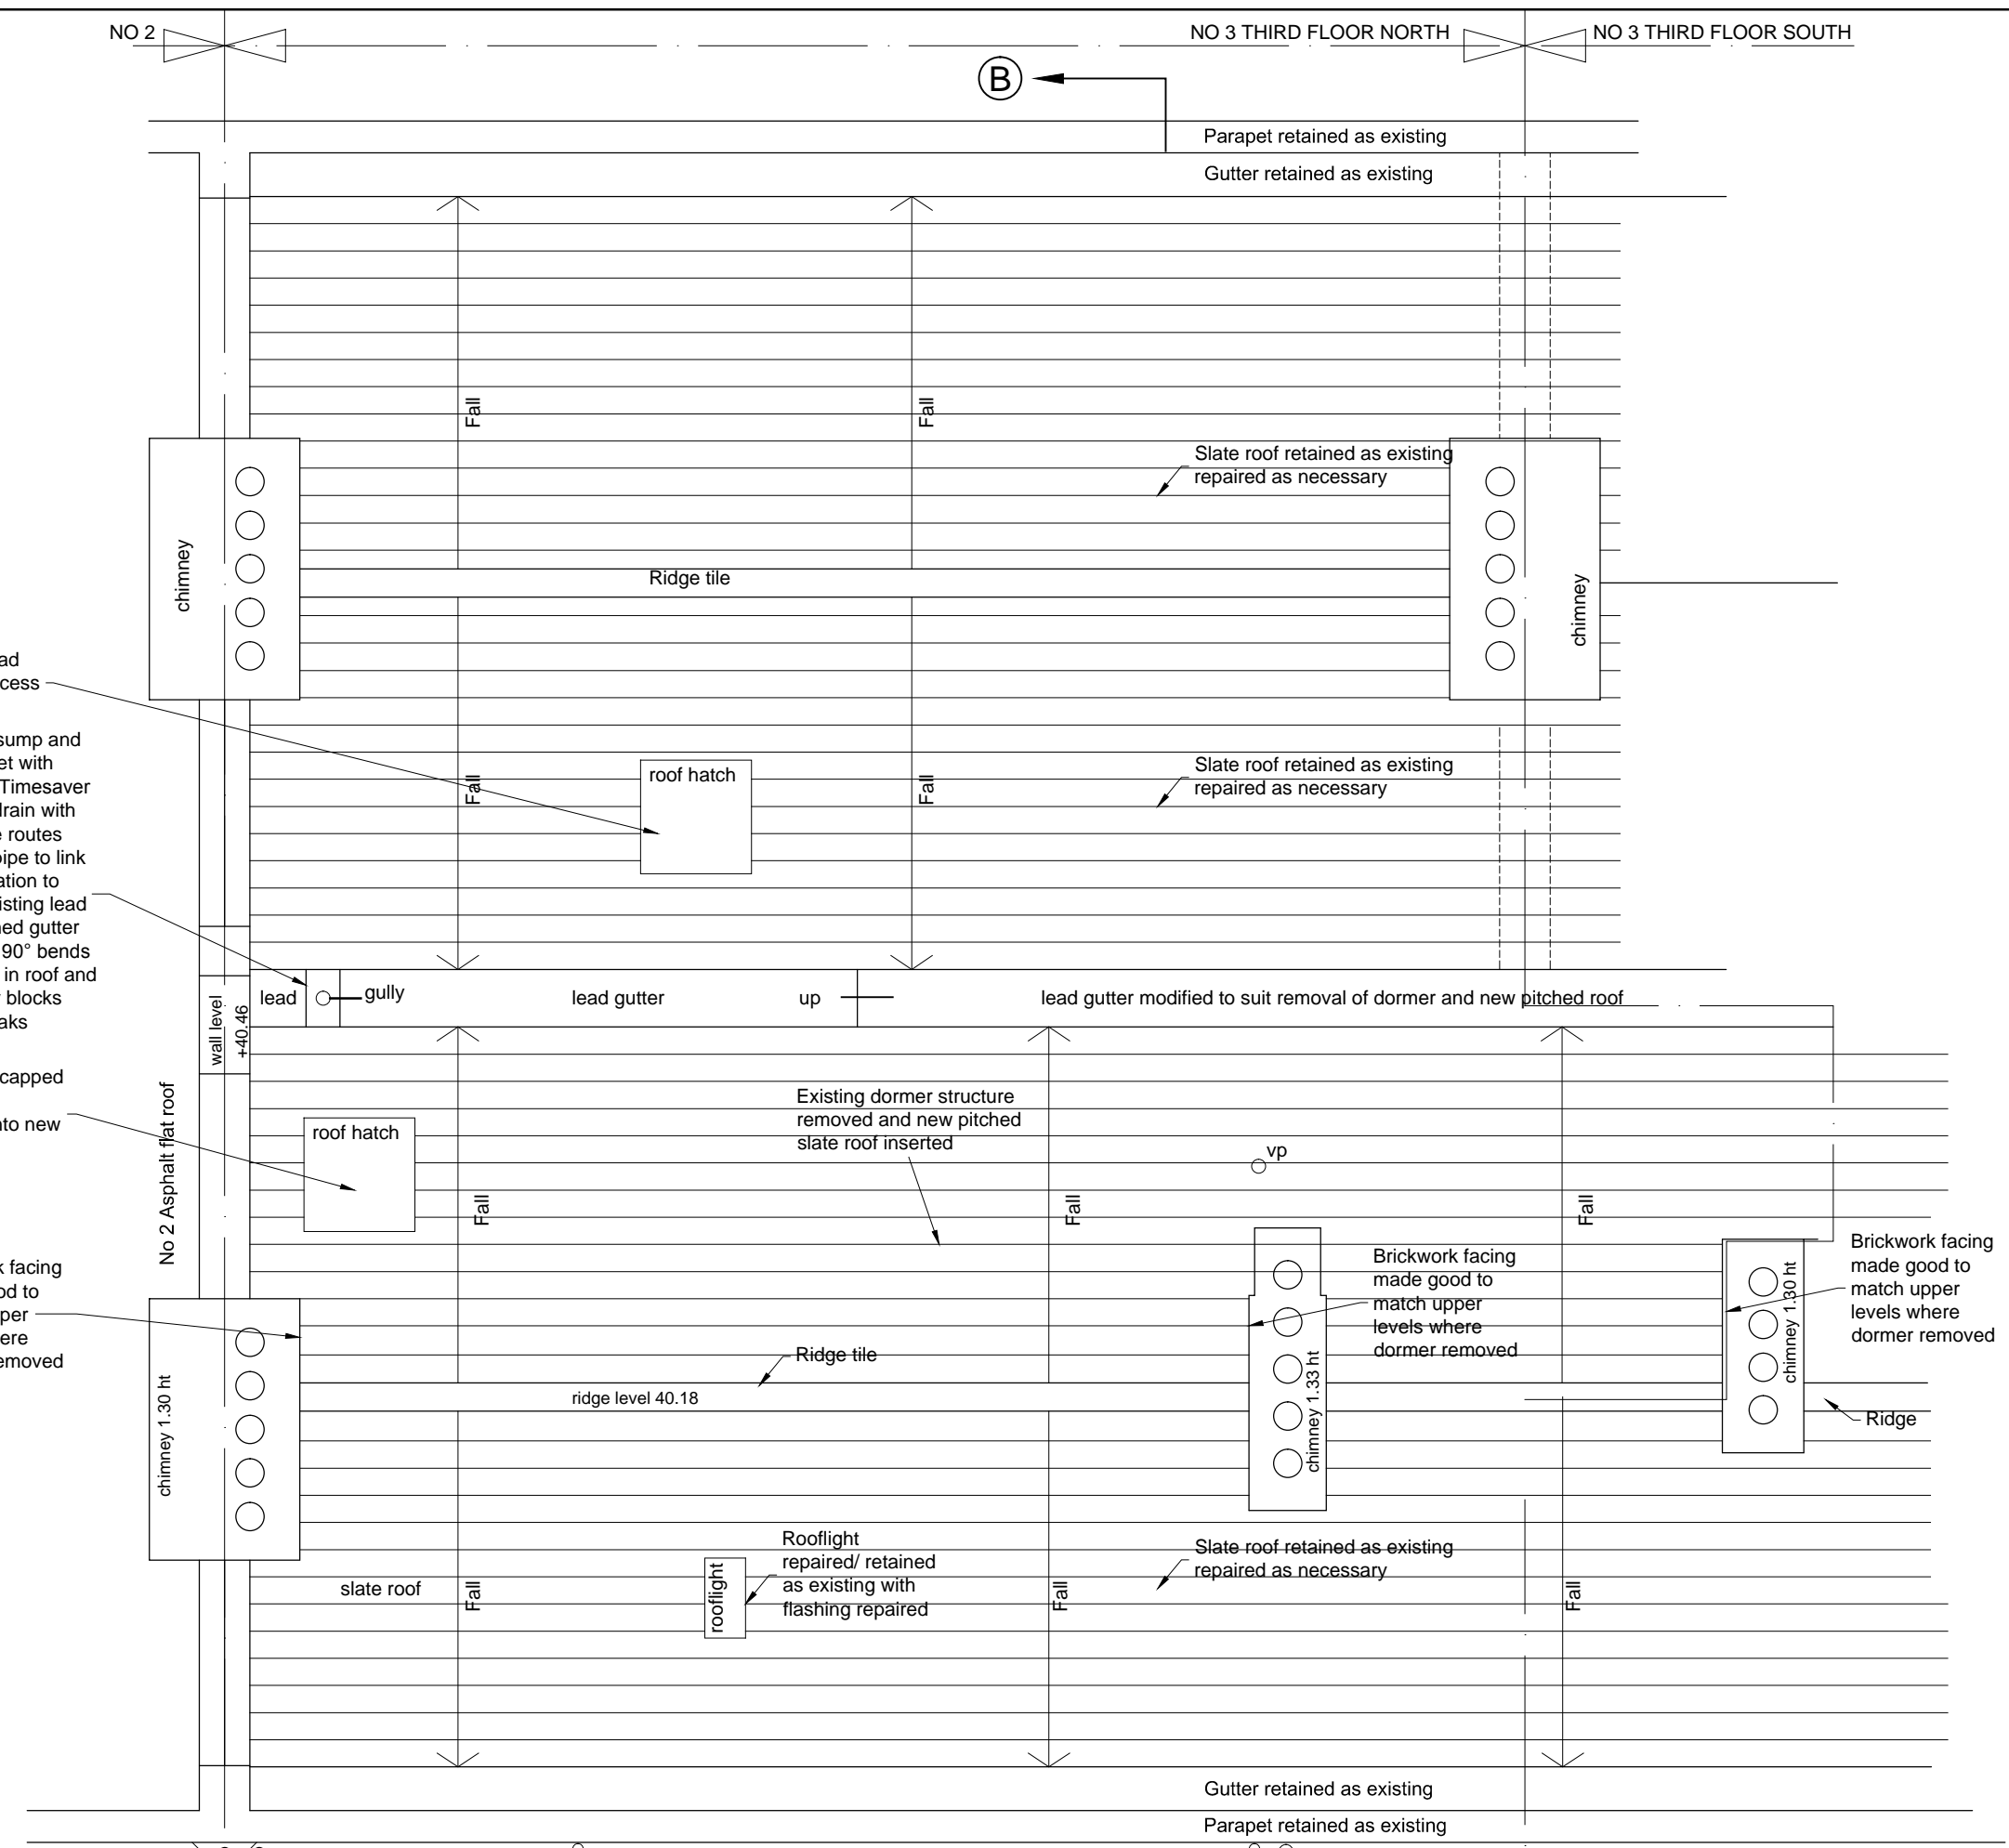 NO 2
NO 3 THIRD FLOOR NORTH
NO 3 THIRD FLOOR SOUTH
B
Parapet retained as existing
Gutter retained as existing
Fall
Fall
Slate roof retained as existing
repaired as necessary
chimney
Ridge tile
chimney
cess
sump and
et with
Timesaver
drain with
routes
pipe to link
ation to
isting lead
ed gutter
90° bends
in roof and
blocks
aks
roof hatch
Fall
Fall
Slate roof retained as existing
repaired as necessary
lead
gully
lead gutter
up
lead gutter modified to suit removal of dormer and new pitched roof
wall level
+40.46
capped
nto new
No 2 Asphalt flat roof
roof hatch
Existing dormer structure
removed and new pitched
slate roof inserted
vp
Fall
Fall
Fall
k facing
od to
per
ere
emoved
Brickwork facing
made good to
match upper
levels where
dormer removed
Brickwork facing
made good to
match upper
levels where
dormer removed
chimney 1.30 ht
chimney 1.33 ht
chimney 1.30 ht
Ridge tile
ridge level 40.18
Ridge
slate roof
Fall
rooflight
Rooflight
repaired/ retained
as existing with
flashing repaired
Fall
Slate roof retained as existing
repaired as necessary
Fall
Gutter retained as existing
Parapet retained as existing